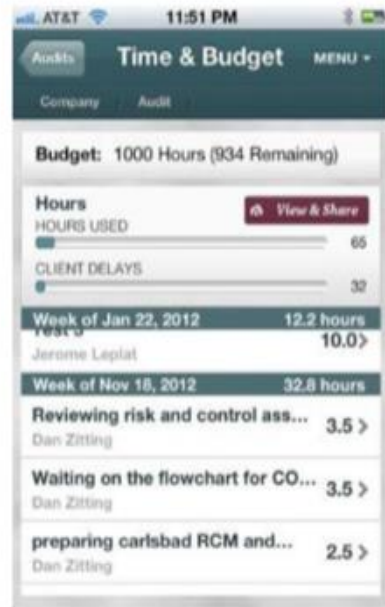 AT&T 11:51 PM
Audits Time & Budget MENU
Company Audit
Budget: 1000 Hours (934 Remaining)
Hours View & Share
HOURS USED
65
CLIENT DELAYS
32
Week of Jan 22, 2012 12.2 hours
Test 3 10.0>
Jerome Leplat
Week of Nov 18, 2012 32.8 hours
Reviewing risk and control ass... 3.5 >
Dan Zitting
Waiting on the flowchart for CO... 3.5 >
Dan Zitting
preparing carlsbad RCM and... 2.5 >
Dan Zitting